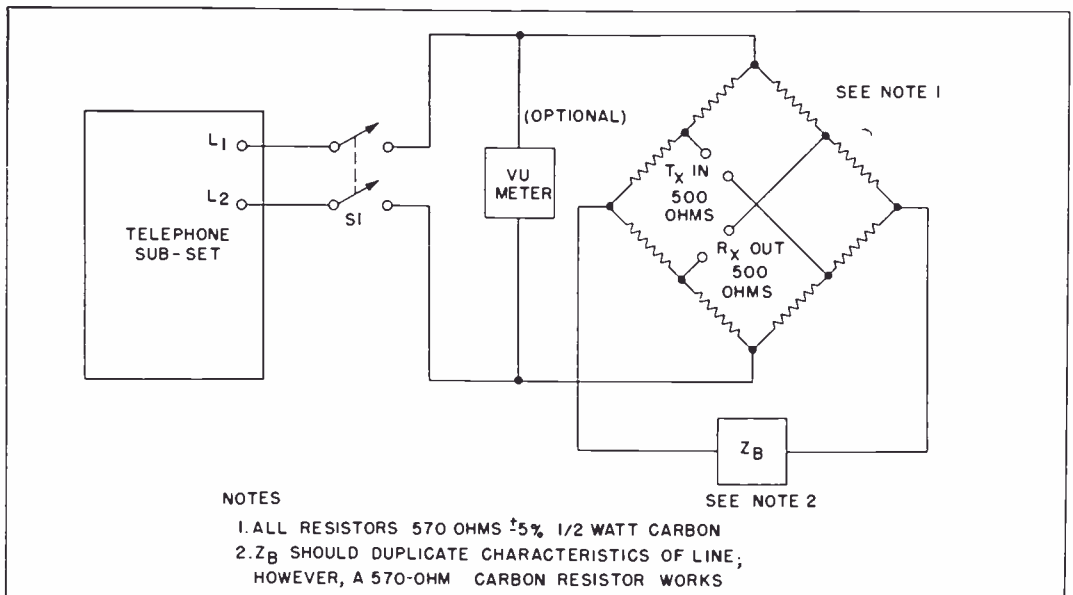 SEE NOTE 1
(OPTIONAL)
L1
TX IN
500
OHMS
VU
METER
L2
S1
TELEPHONE
SUB-SET
RX OUT
500
OHMS
ZB
SEE NOTE 2
NOTES
1. ALL RESISTORS 570 OHMS ±5% 1/2 WATT CARBON
2. ZB SHOULD DUPLICATE CHARACTERISTICS OF LINE;
HOWEVER, A 570-OHM CARBON RESISTOR WORKS